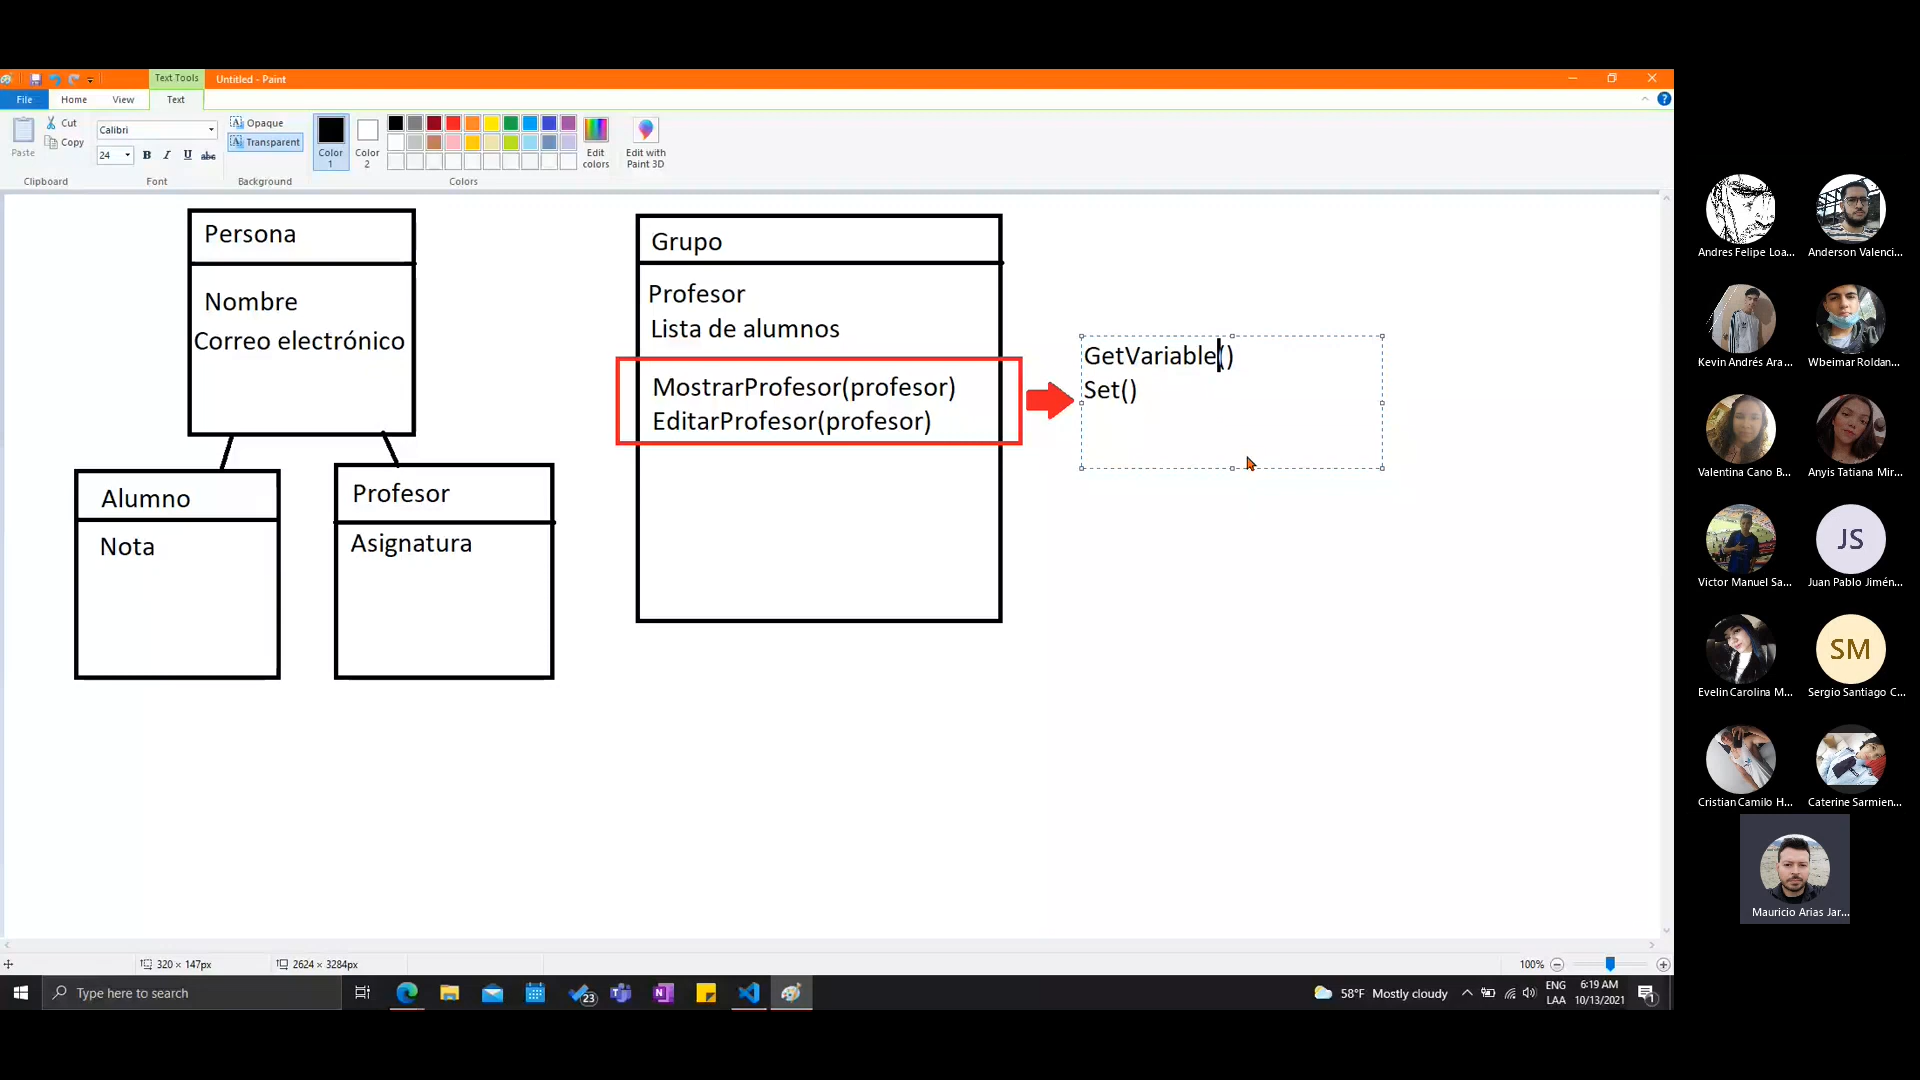 Text Tools
Untitled - Paint
File
Home
View
Text
Paste
Cut
Copy
Clipboard
Calibri
24
B
I
U
abc
Font
Opaque
Transparent
Background
Color 1
Color 2
Edit colors
Edit with Paint 3D
Colors
Persona
Nombre
Correo electrónico
Alumno
Nota
Profesor
Asignatura
Grupo
Profesor
Lista de alumnos
MostrarProfesor(profesor)
EditarProfesor(profesor)
GetVariable()
Set()
320 × 147px
2624 × 3284px
100%
Type here to search
23
58°F Mostly cloudy
ENG
LAA
6:19 AM
10/13/2021
1
Andres Felipe Loa...
Anderson Valenci...
Kevin Andrés Ara...
Wbeimar Roldan...
Valentina Cano B...
Anyis Tatiana Mir...
Victor Manuel Sa...
JS
Juan Pablo Jimén...
Evelin Carolina M...
SM
Sergio Santiago C...
Cristian Camilo H...
Caterine Sarmien...
Mauricio Arias Jar...